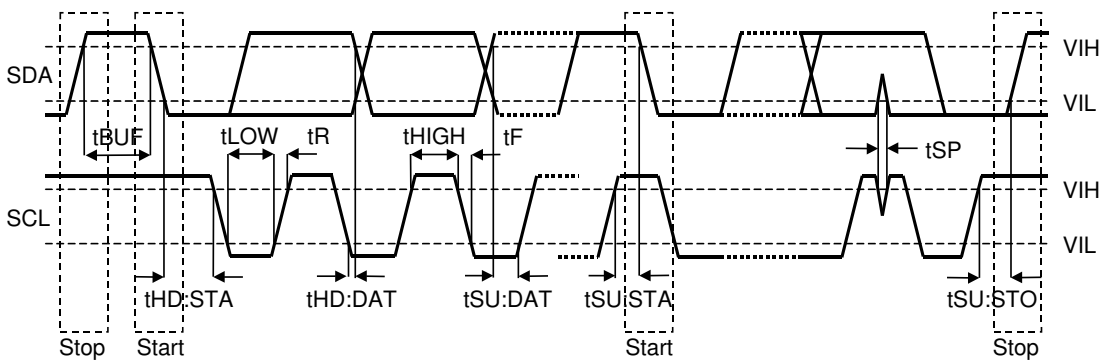 SDA
VIH
VIL
tBUF
tLOW
tR
tHIGH
tF
tSP
SCL
VIH
VIL
tHD:STA
tHD:DAT
tSU:DAT
tSU:STA
tSU:STO
Stop
Start
Start
Stop